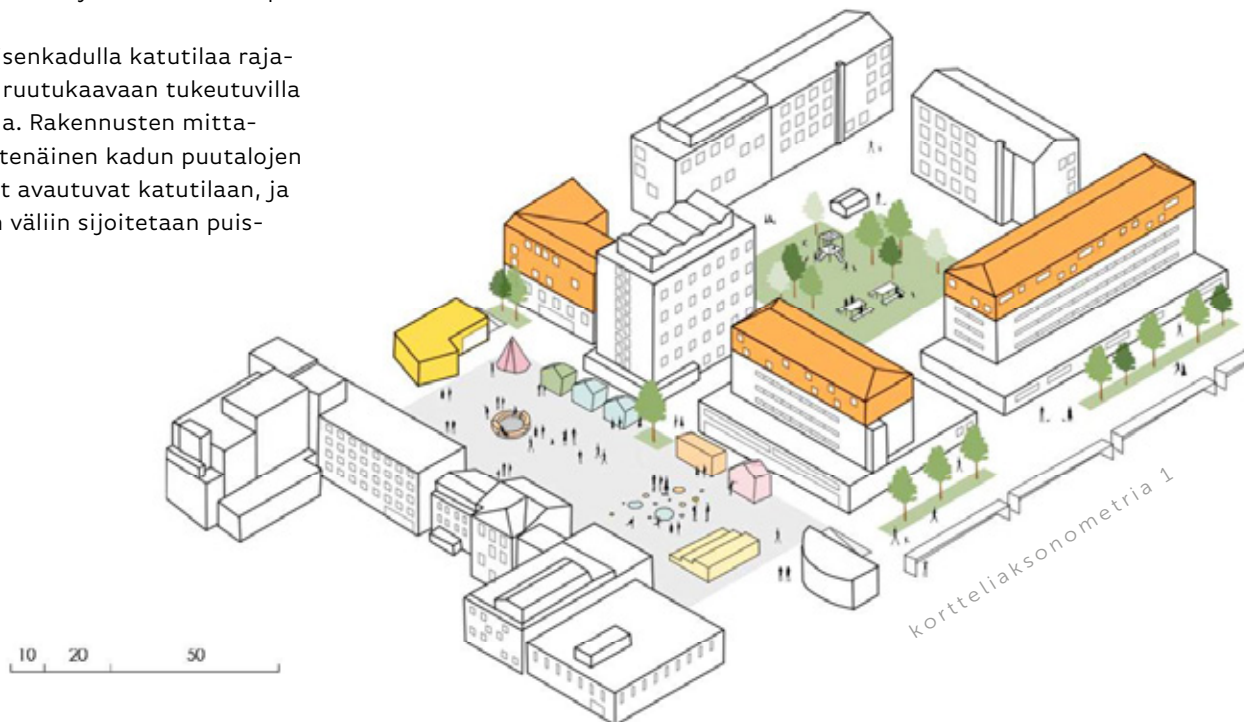 senkadulla katutilaa raja-
ruutukaavaan tukeutuvilla
a. Rakennusten mitta-
tenäinen kadun puutalojen
t avautuvat katutilaan, ja
n väliin sijoitetaan puis-
kortteliaksonometria 1
10 20 50